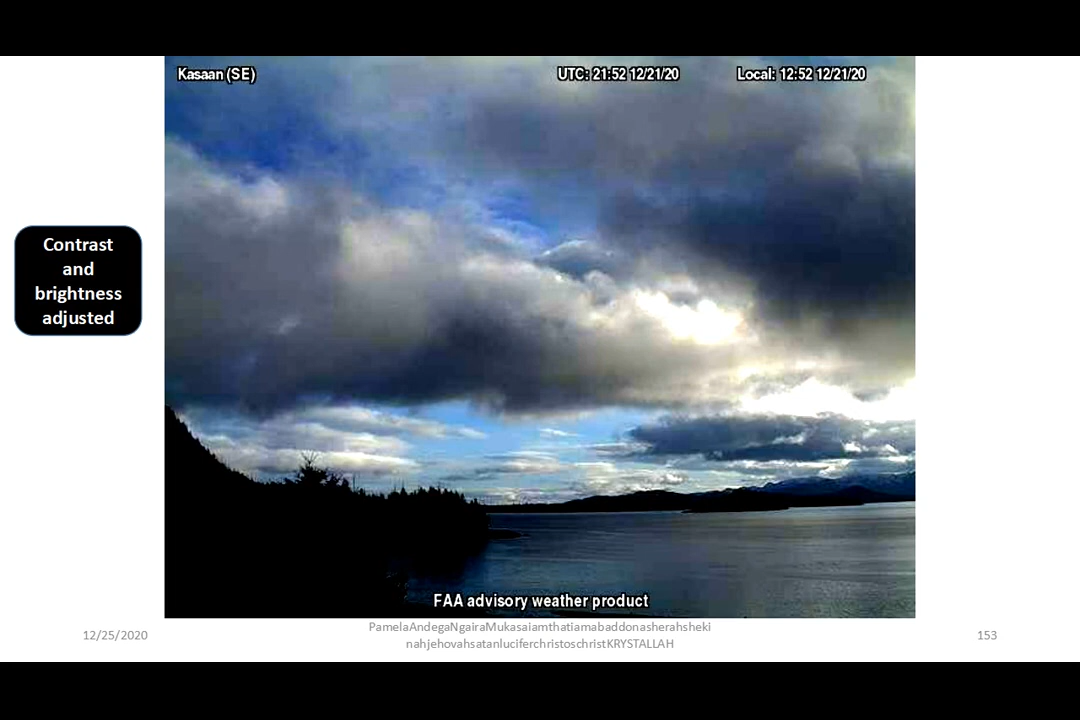 Kasaan (SE) UTC: 21:52 12/21/20 Local: 12:52 12/21/20
Contrast
and
brightness
adjusted
FAA advisory weather product
12/25/2020
PamelaAndegaNgairaMukasaiamthatiamabaddonasherahsheki
nahjehovahsatanluciferchristoschristKRYSTALLAH
153